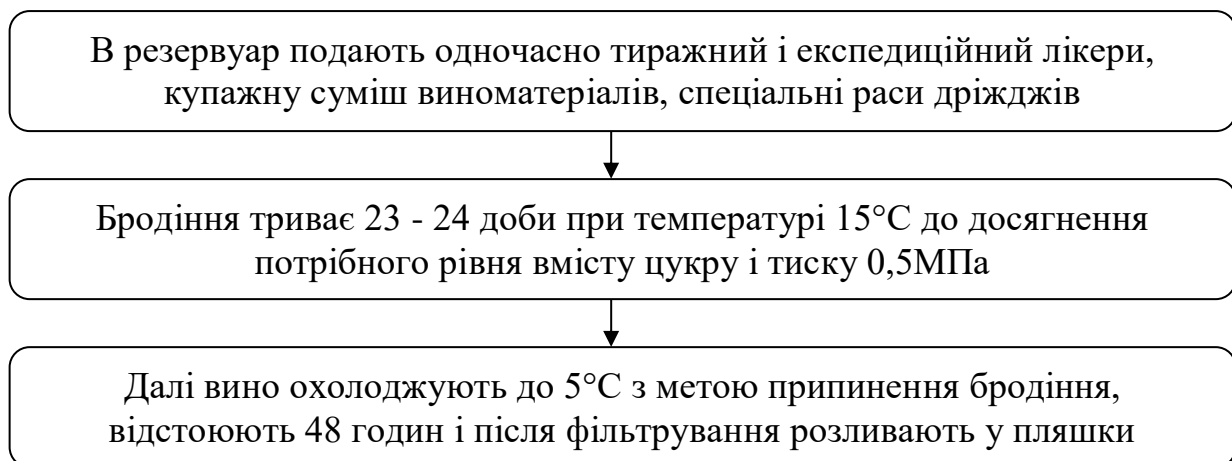 В резервуар подають одночасно тиражний і експедиційний лікери,
купажну суміш виноматеріалів, спеціальні раси дріжджів
Бродіння триває 23 - 24 доби при температурі 15°С до досягнення
потрібного рівня вмісту цукру і тиску 0,5МПа
Далі вино охолоджують до 5°С з метою припинення бродіння,
відстоюють 48 годин і після фільтрування розливають у пляшки